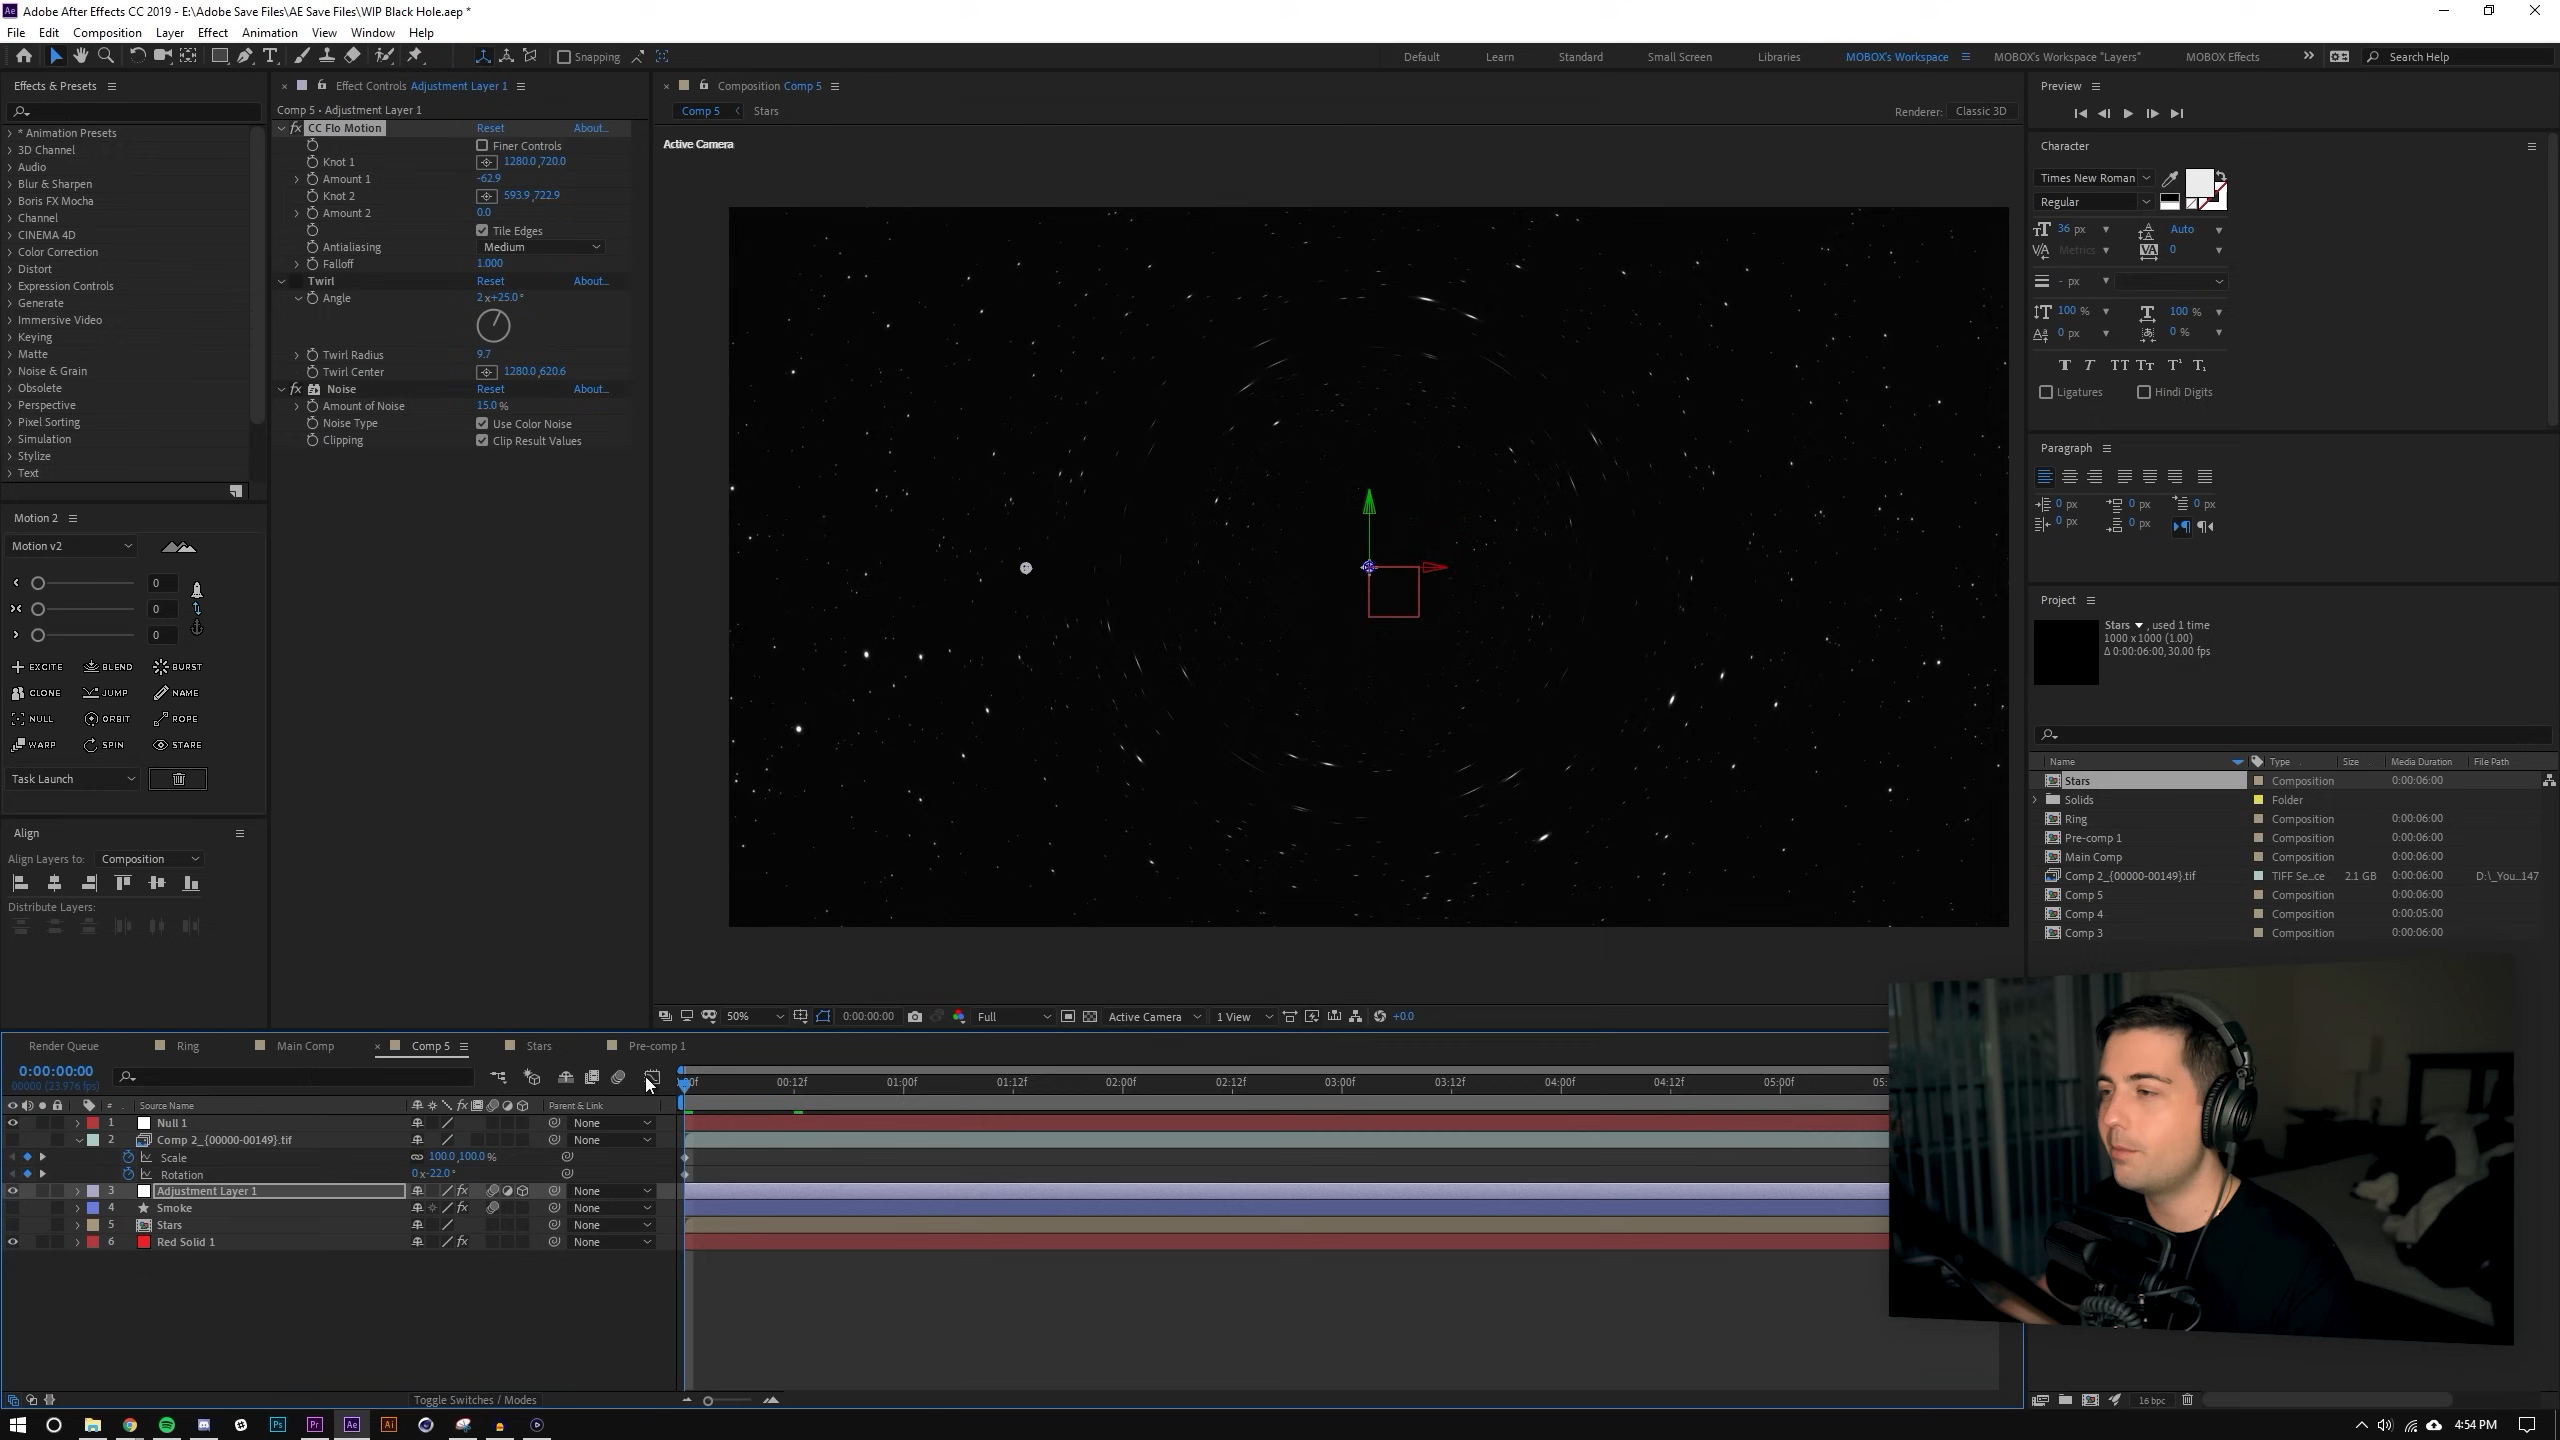 Adobe After Effects CC 2019 - E:\Adobe Save Files\AE Save Files\WIP Black Hole.aep *
File Edit Composition Layer Effect Animation View Window Help
Snapping
Default Learn Standard Small Screen Libraries MOBOX's Workspace MOBOX's Workspace "Layers" MOBOX Effects Search Help
Effects & Presets
* Animation Presets
3D Channel
Audio
Blur & Sharpen
Boris FX Mocha
Channel
CINEMA 4D
Color Correction
Distort
Expression Controls
Generate
Immersive Video
Keying
Matte
Noise & Grain
Obsolete
Perspective
Pixel Sorting
Simulation
Stylize
Text
Motion 2
Motion v2
0
0
0
EXCITE BLEND BURST
CLONE JUMP NAME
NULL ORBIT ROPE
WARP SPIN STARE
Task Launch
Align
Align Layers to: Composition
Distribute Layers:
Effect Controls Adjustment Layer 1
Comp 5 • Adjustment Layer 1
fx CC Flo Motion Reset About...
Finer Controls
Knot 1 1280.0,720.0
Amount 1 -62.9
Knot 2 593.9,722.9
Amount 2 0.0
Tile Edges
Antialiasing Medium
Falloff 1.000
Twirl Reset About...
Angle 2x+25.0°
Twirl Radius 9.7
Twirl Center 1280.0,620.6
fx Noise Reset About...
Amount of Noise 15.0 %
Noise Type Use Color Noise
Clipping Clip Result Values
Composition Comp 5
Comp 5 Stars
Renderer: Classic 3D
Active Camera
50% 0:00:00:00 Full Active Camera 1 View +0.0
Preview
Character
Times New Roman
Regular
36 px Auto
Metrics 0
- px
100 % 100 %
0 px 0 %
Ligatures Hindi Digits
Paragraph
0 px 0 px 0 px
0 px 0 px
Project
Stars , used 1 time
1000 x 1000 (1.00)
Δ 0:00:06:00, 30.00 fps
Name Type Size Media Duration File Path
Stars Composition 0:00:06:00
Solids Folder
Ring Composition 0:00:06:00
Pre-comp 1 Composition 0:00:06:00
Main Comp Composition 0:00:06:00
Comp 2_{00000-00149}.tif TIFF Se...ce 2.1 GB 0:00:06:00 D:\_You...147
Comp 5 Composition 0:00:06:00
Comp 4 Composition 0:00:05:00
Comp 3 Composition 0:00:06:00
Render Queue Ring Main Comp Comp 5 Stars Pre-comp 1
0:00:00:00
00000 (23.976 fps)
00:12f 01:00f 01:12f 02:00f 02:12f 03:00f 03:12f 04:00f 04:12f 05:00f
# Source Name Parent & Link
1 Null 1 None
2 Comp 2_{00000-00149}.tif None
Scale 100.0,100.0 %
Rotation 0x-22.0°
3 Adjustment Layer 1 fx None
4 Smoke fx None
5 Stars None
6 Red Solid 1 fx None
Toggle Switches / Modes
16 bpc
Ps Pr Ae Ai
4:54 PM